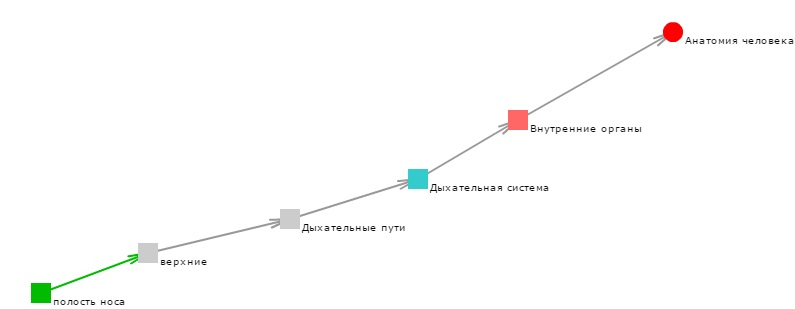 Анатомия человека
Внутренние органы
Дыхательная система
Дыхательные пути
верхние
полость носа